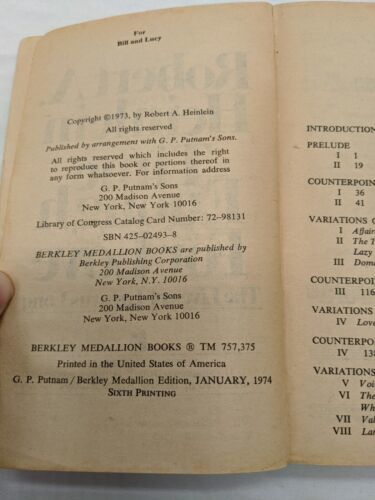 For
Bill and Lucy
Copyright ©1973, by Robert A. Heinlein
All rights reserved
Published by arrangement with G. P. Putnam's Sons.
All rights reserved which includes the right
to reproduce this book or portions thereof in
any form whatsoever. For information address
G. P. Putnam's Sons
200 Madison Avenue
New York, New York 10016
Library of Congress Catalog Card Number: 72-98131
SBN 425-02493-8
BERKLEY MEDALLION BOOKS are published by
Berkley Publishing Corporation
200 Madison Avenue
New York, N.Y. 10016
G. P. Putnam's Sons
200 Madison Avenue
New York, New York 10016
BERKLEY MEDALLION BOOKS ® TM 757,375
Printed in the United States of America
G. P. Putnam/Berkley Medallion Edition, JANUARY, 1974
SIXTH PRINTING
INTRODUCTION
PRELUDE
I 1
II 19
COUNTERPOIN
I 36
II 41
VARIATIONS O
I Affair
II The T
Lazy
III Doma
COUNTERPOI
III 116
VARIATIONS
IV Love
COUNTERPO
IV 138
VARIATIONS
V Voi
VI The
Wh
VII Val
VIII Lan